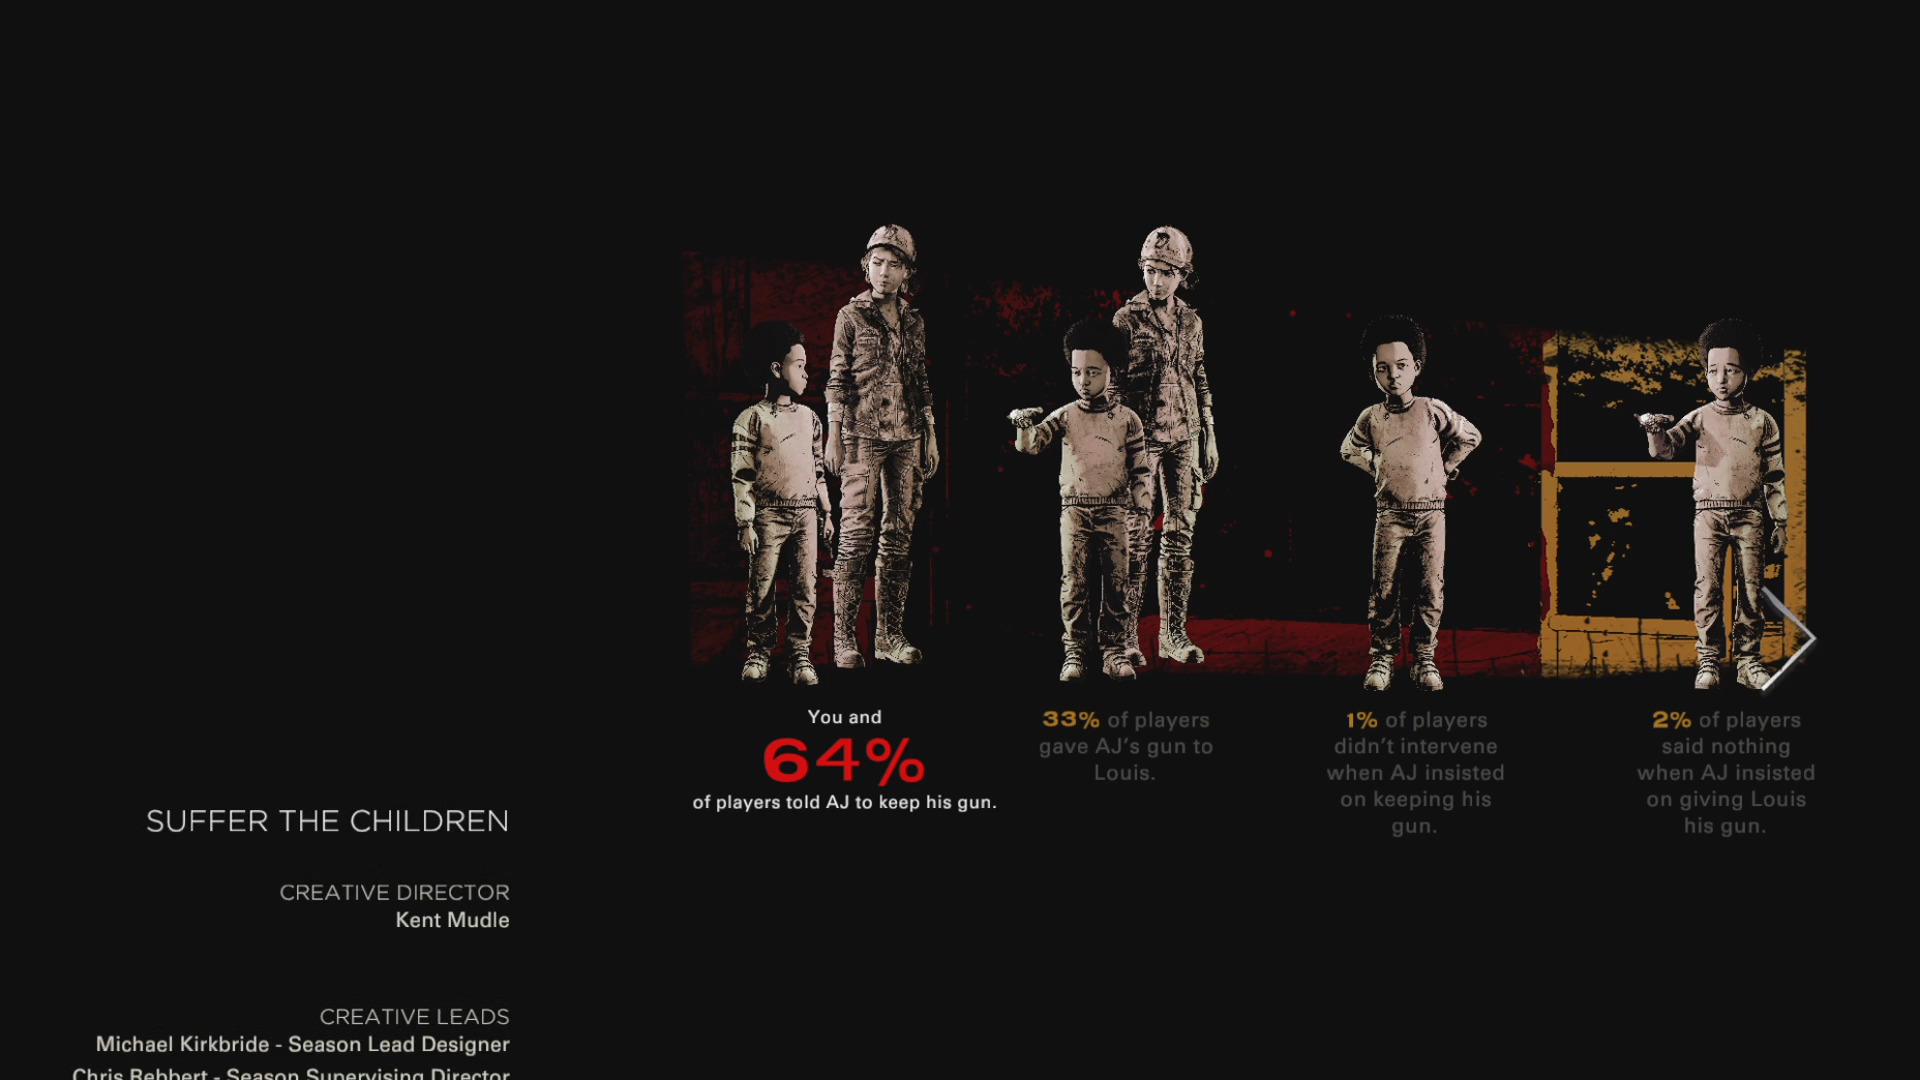 You and
64%
of players told AJ to keep his gun.
33% of players
gave AJ's gun to
Louis.
1% of players
didn't intervene
when AJ insisted
on keeping his
gun.
2% of players
said nothing
when AJ insisted
on giving Louis
his gun.
SUFFER THE CHILDREN
CREATIVE DIRECTOR
Kent Mudle
CREATIVE LEADS
Michael Kirkbride - Season Lead Designer
Chris Rebbert - Season Supervising Director